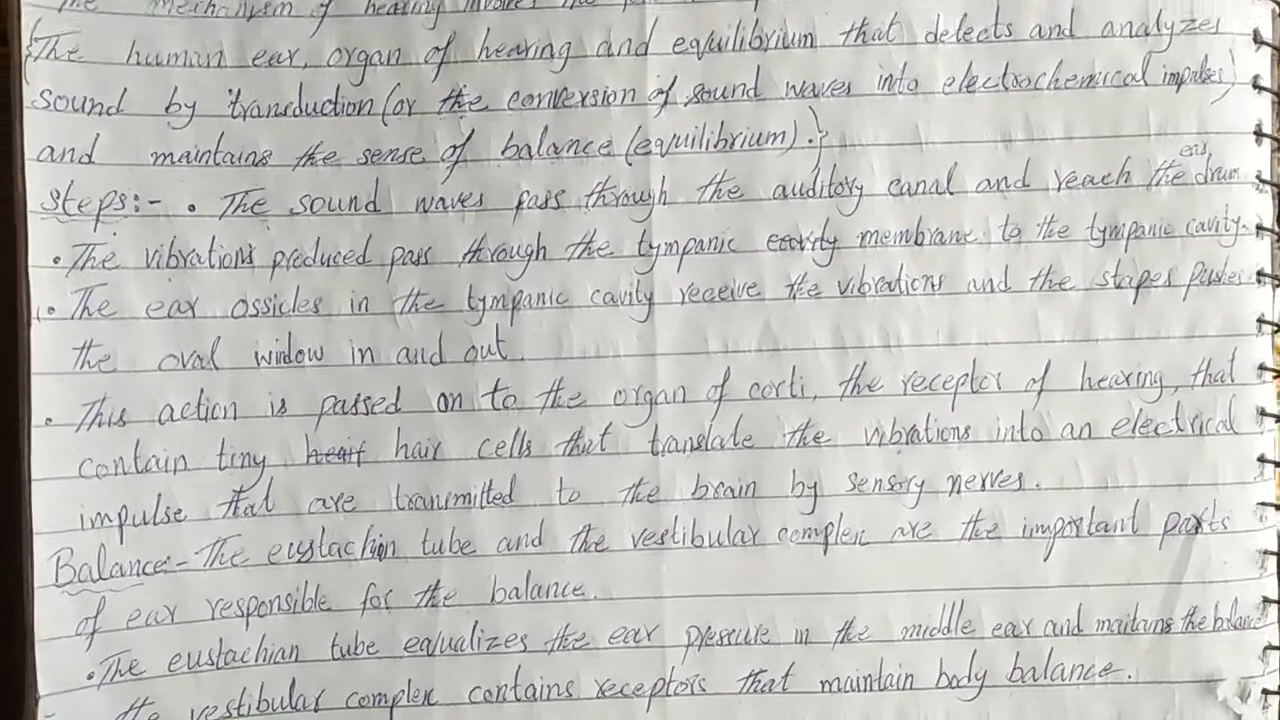 The mechanism of hearing involves the
{The human ear, organ of hearing and equilibrium that detects and analyzes
sound by transduction (or the conversion of sound waves into electrochemical impulses)
and maintains the sense of balance (equilibrium).}
ear
Steps:- • The sound waves pass through the auditory canal and reach the drum
• The vibrations produced pass through the tympanic membrane to the tympanic cavity.
• The ear ossicles in the tympanic cavity receive the vibrations and the stapes pushes
the oval window in and out.
• This action is passed on to the organ of corti, the receptor of hearing, that
contain tiny hair cells that translate the vibrations into an electrical
impulse that are transmitted to the brain by sensory nerves.
Balance:- The eustachin tube and the vestibular complex are the important parts
of ear responsible for the balance.
• The eustachian tube equalizes the ear pressure in the middle ear and maitains the balance
the vestibular complex contains receptors that maintain body balance.